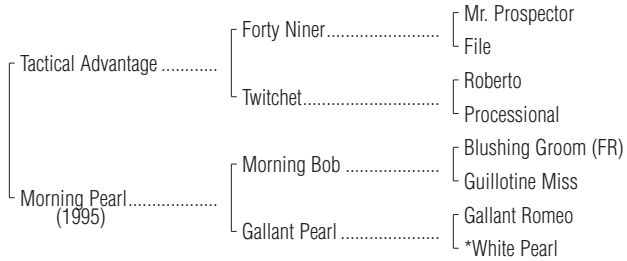 Mr. Prospector
Forty Niner
File
Tactical Advantage
Roberto
Twitchet
Processional
Blushing Groom (FR)
Morning Bob
Guillotine Miss
Morning Pearl
(1995)
Gallant Romeo
Gallant Pearl
*White Pearl